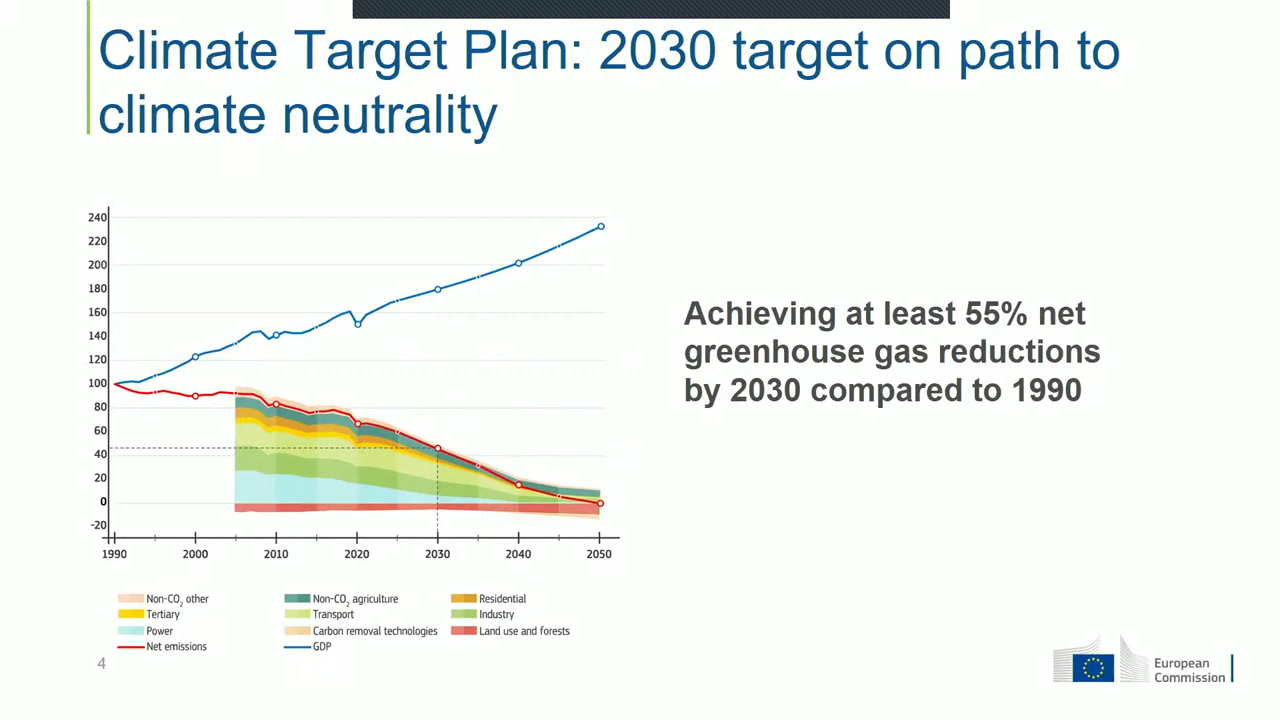 Climate Target Plan: 2030 target on path to
climate neutrality
240
220
200
180
160
140
120
100
80
60
40
20
0
-20
1990 2000 2010 2020 2030 2040 2050
Achieving at least 55% net
greenhouse gas reductions
by 2030 compared to 1990
Non-CO₂ other Non-CO₂ agriculture Residential
Tertiary Transport Industry
Power Carbon removal technologies Land use and forests
Net emissions GDP
4
European
Commission